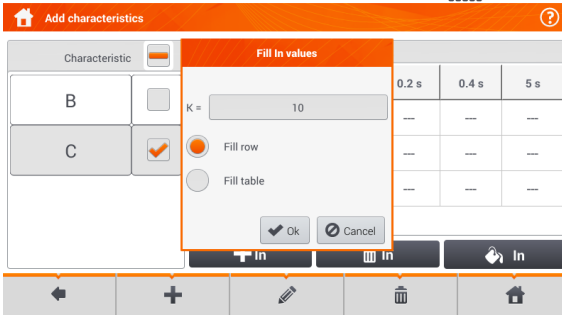 Add characteristics
?
Characteristic
Fill In values
0.2 s 0.4 s 5 s
B
K = 10
--- --- ---
C
Fill row
--- --- ---
Fill table
--- --- ---
Ok Cancel
In In In